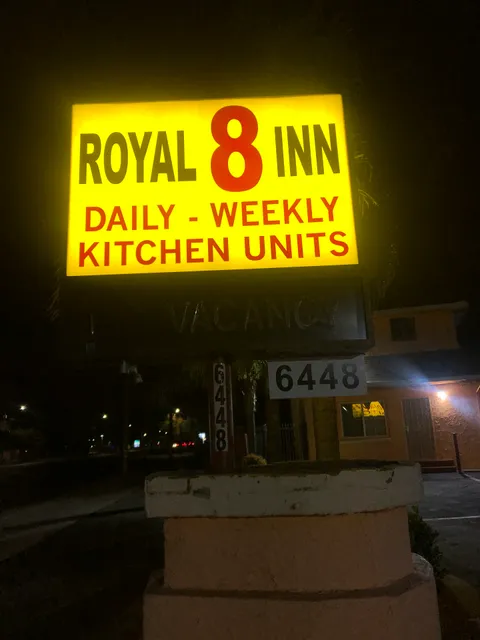 ROYAL 8 INN
DAILY - WEEKLY
KITCHEN UNITS
VACANCY
6448
6448